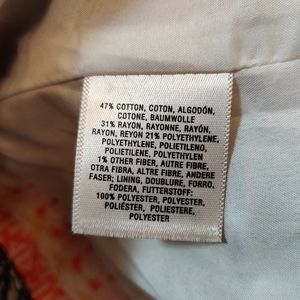 47% COTTON, COTON, ALGODÓN,
COTONE, BAUMWOLLE
31% RAYON, RAYONNE, RAYÓN,
RAYON, REYON 21% POLYETHYLENE,
POLYETHYLENE, POLIETILENO,
POLIETILENE, POLYETHYLEN
1% OTHER FIBRE, AUTRE FIBRE,
OTRA FIBRA, ALTRE FIBRE, ANDERE
FASER; LINING, DOUBLURE, FORRO,
FODERA, FUTTERSTOFF:
100% POLYESTER, POLYESTER,
POLIÉSTER, POLIESTERE,
POLYESTER